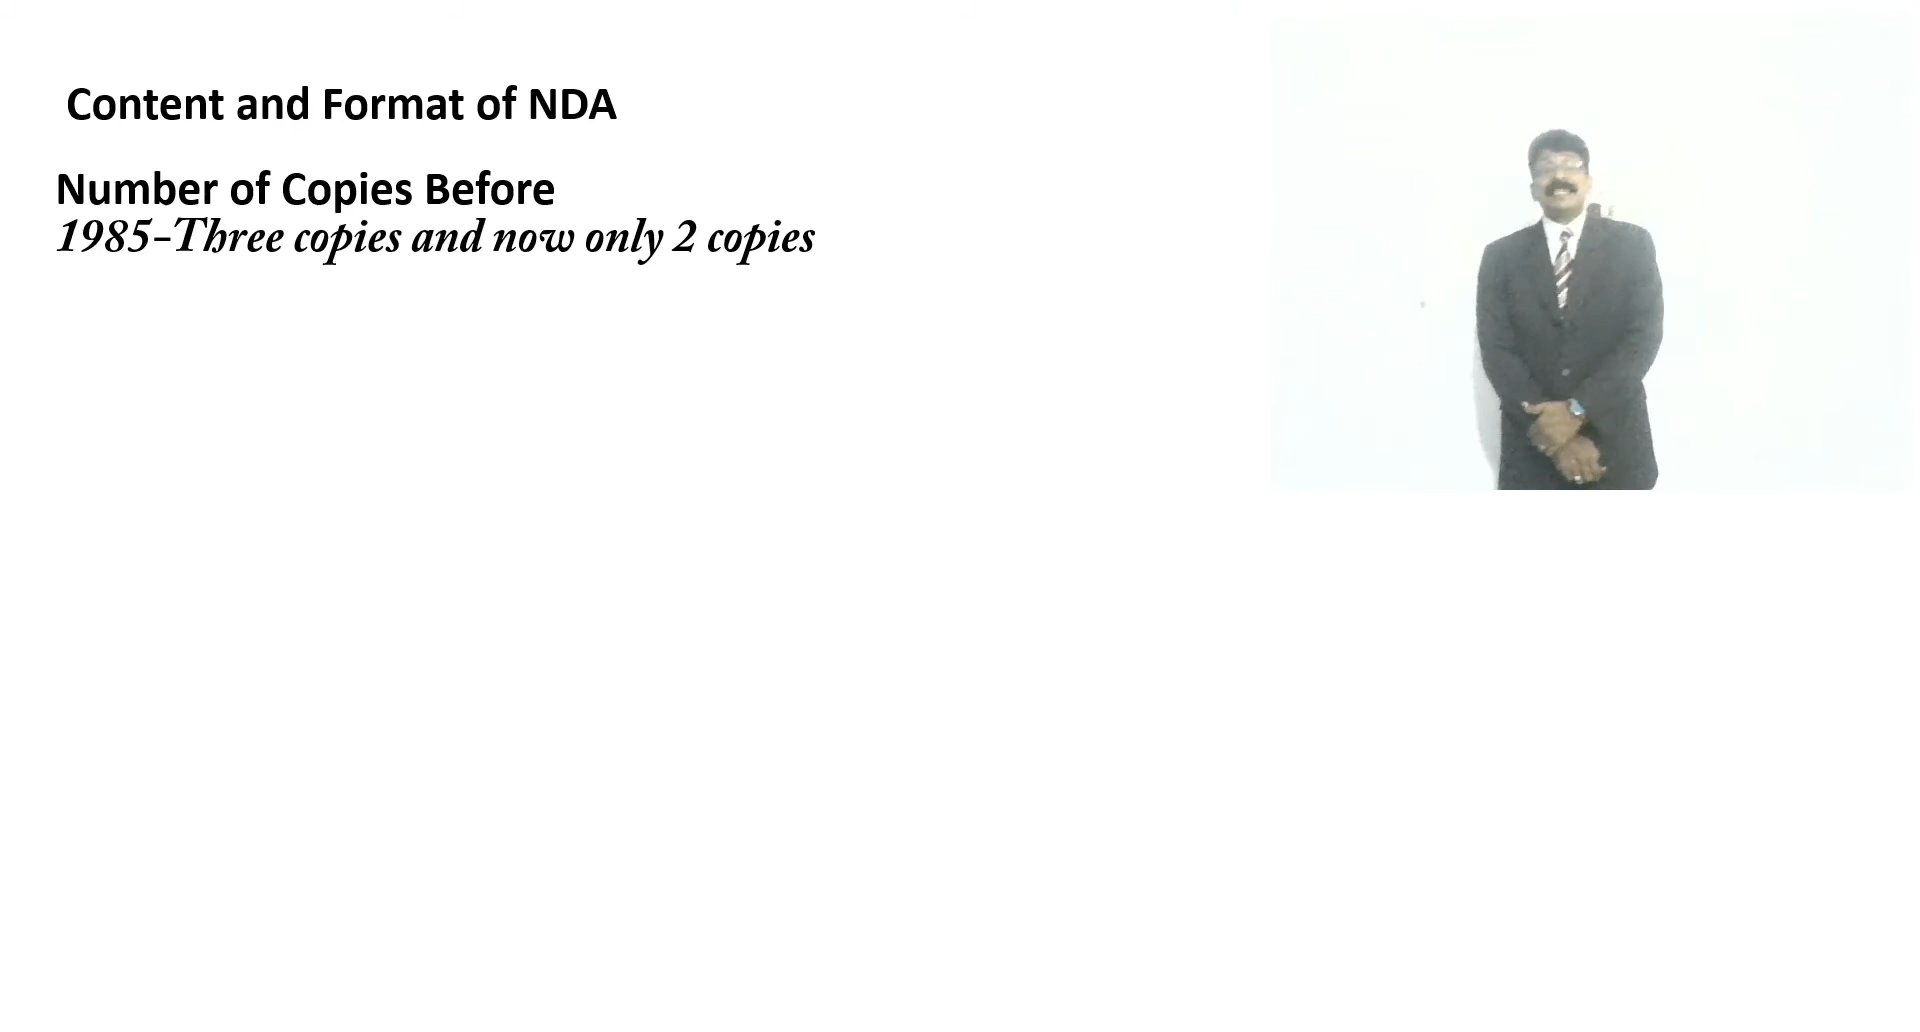 Content and Format of NDA
Number of Copies Before
1985-Three copies and now only 2 copies